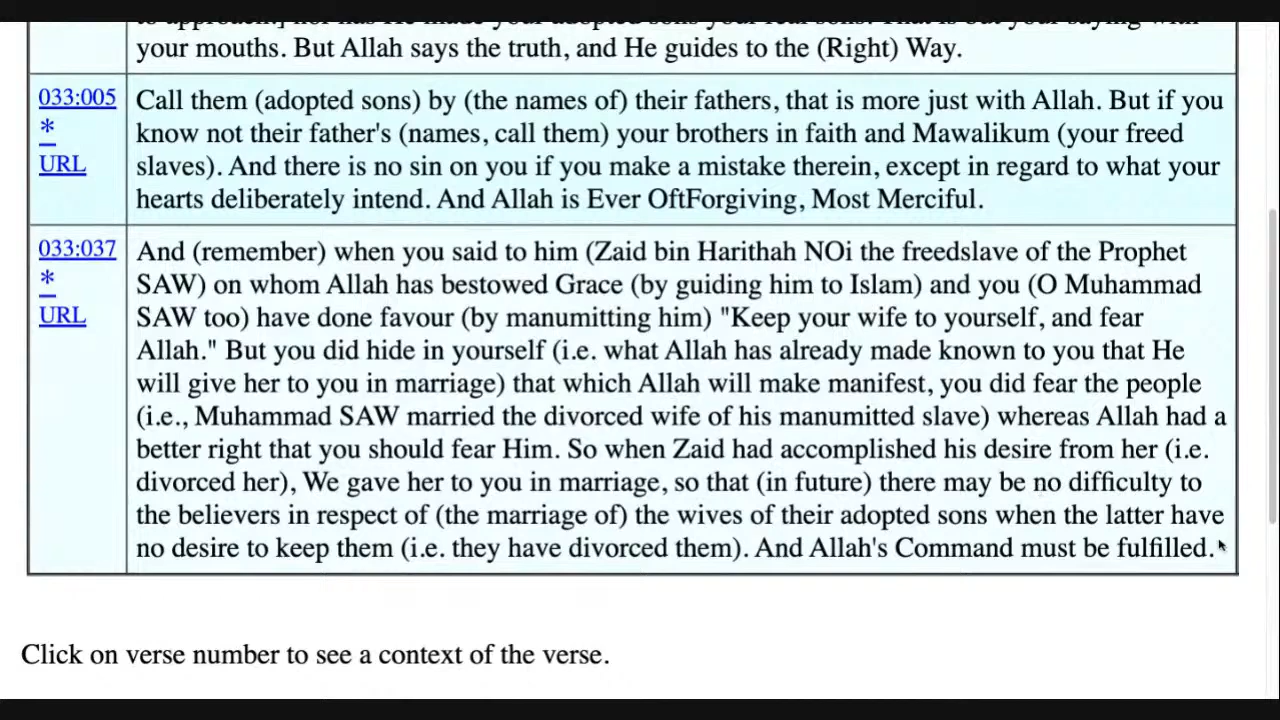 your mouths. But Allah says the truth, and He guides to the (Right) Way.
033:005
*
URL
Call them (adopted sons) by (the names of) their fathers, that is more just with Allah. But if you
know not their father's (names, call them) your brothers in faith and Mawalikum (your freed
slaves). And there is no sin on you if you make a mistake therein, except in regard to what your
hearts deliberately intend. And Allah is Ever OftForgiving, Most Merciful.
033:037
*
URL
And (remember) when you said to him (Zaid bin Harithah NOi the freedslave of the Prophet
SAW) on whom Allah has bestowed Grace (by guiding him to Islam) and you (O Muhammad
SAW too) have done favour (by manumitting him) "Keep your wife to yourself, and fear
Allah." But you did hide in yourself (i.e. what Allah has already made known to you that He
will give her to you in marriage) that which Allah will make manifest, you did fear the people
(i.e., Muhammad SAW married the divorced wife of his manumitted slave) whereas Allah had a
better right that you should fear Him. So when Zaid had accomplished his desire from her (i.e.
divorced her), We gave her to you in marriage, so that (in future) there may be no difficulty to
the believers in respect of (the marriage of) the wives of their adopted sons when the latter have
no desire to keep them (i.e. they have divorced them). And Allah's Command must be fulfilled.
Click on verse number to see a context of the verse.